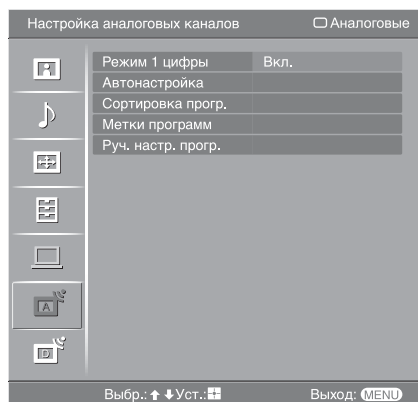 Настройка аналоговых каналов Аналоговые
Режим 1 цифры Вкл.
Автонастройка
Сортировка прогр.
Метки программ
Руч. настр. прогр.
A
D
Выбр.: Уст.: Выход: MENU